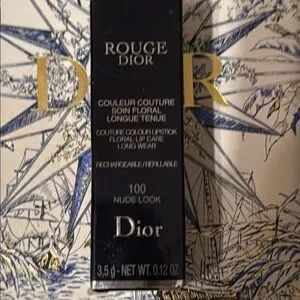 ROUGE
DIOR
DIOR
COULEUR COUTURE
SOIN FLORAL
LONGUE TENUE
COUTURE COLOUR LIPSTICK
FLORAL LIP CARE
LONG WEAR
RECHARGEABLE/REFILLABLE
100
NUDE LOOK
Dior
3,5 g - NET WT. 0.12 OZ